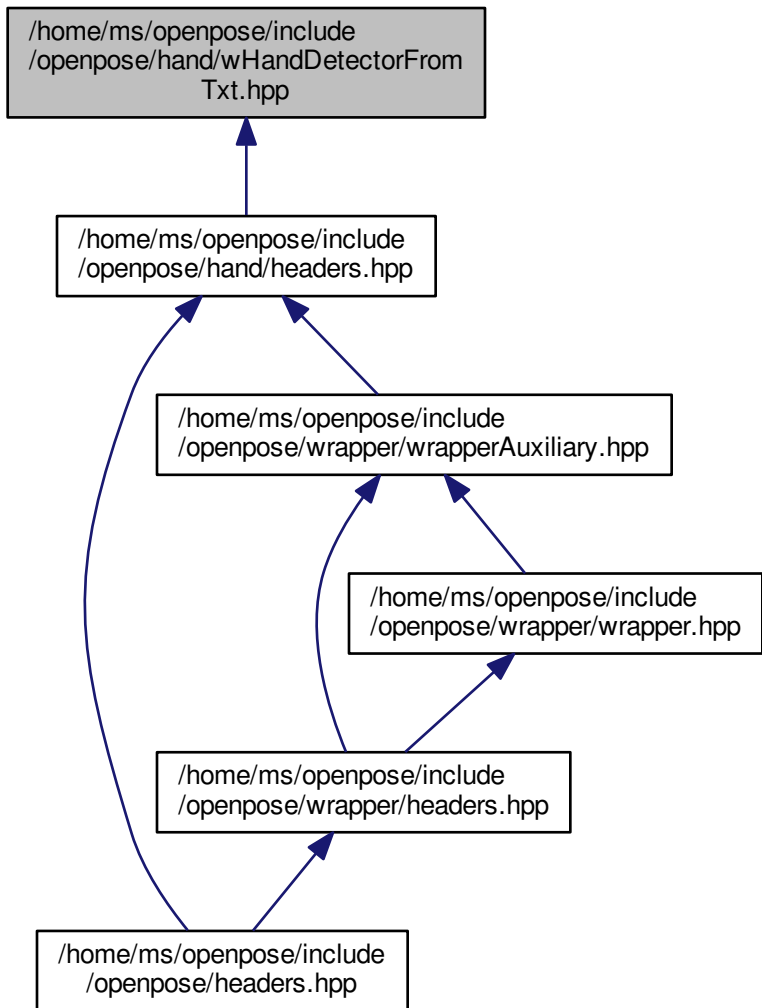 /home/ms/openpose/include
/openpose/hand/wHandDetectorFrom
Txt.hpp
/home/ms/openpose/include
/openpose/hand/headers.hpp
/home/ms/openpose/include
/openpose/wrapper/wrapperAuxiliary.hpp
/home/ms/openpose/include
/openpose/wrapper/wrapper.hpp
/home/ms/openpose/include
/openpose/wrapper/headers.hpp
/home/ms/openpose/include
/openpose/headers.hpp